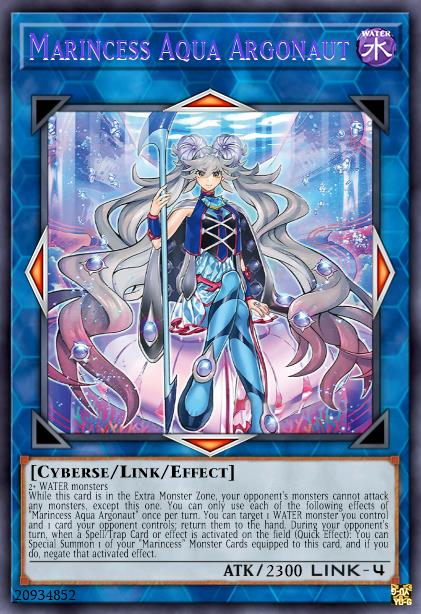 Marincess Aqua Argonaut
WATER
水
[Cyberse/Link/Effect]
2+ WATER monsters
While this card is in the Extra Monster Zone, your opponent's monsters cannot attack
any monsters, except this one. You can only use each of the following effects of
"Marincess Aqua Argonaut" once per turn. You can target 1 WATER monster you control
and 1 card your opponent controls; return them to the hand. During your opponent's
turn, when a Spell/Trap Card or effect is activated on the field (Quick Effect): You can
Special Summon 1 of your "Marincess" Monster Cards equipped to this card, and if you
do, negate that activated effect.
ATK/2300 LINK-4
20934852